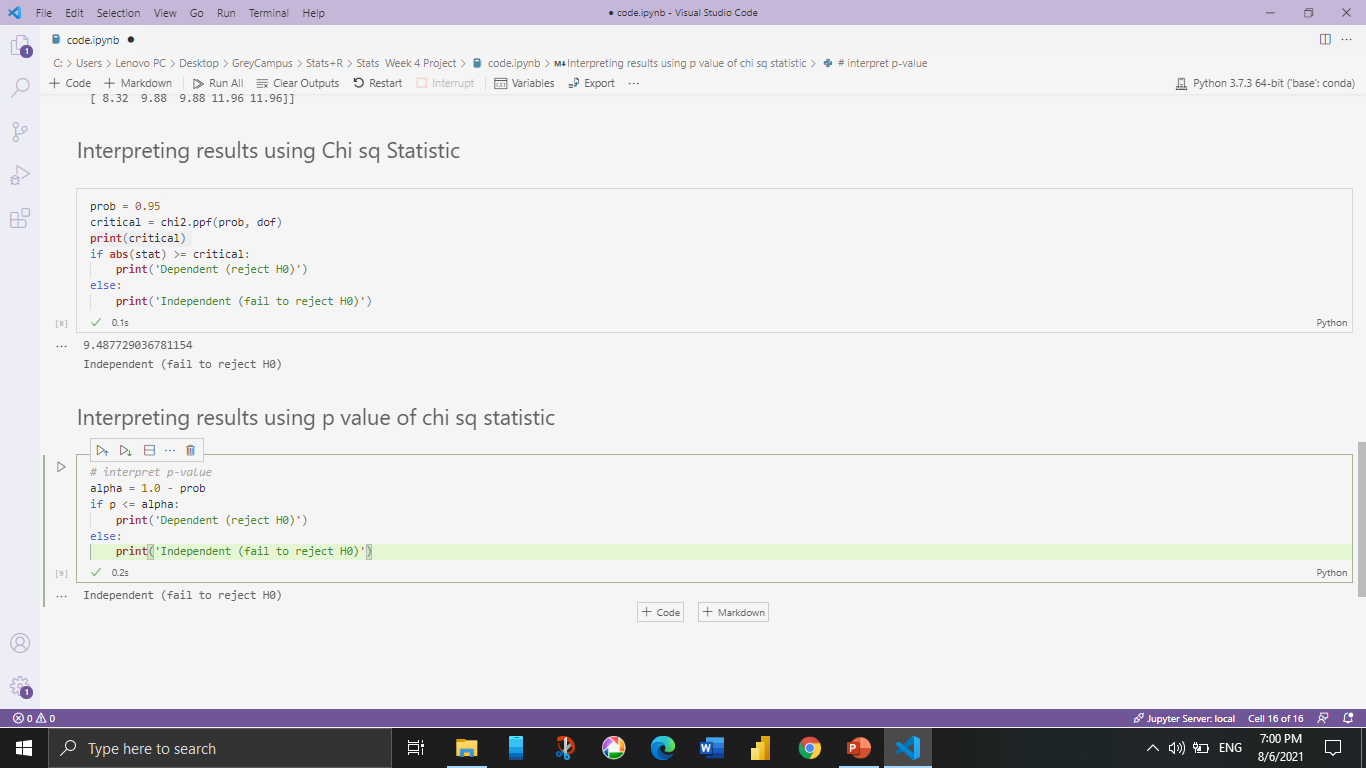 File Edit Selection View Go Run Terminal Help ● code.ipynb - Visual Studio Code
1
code.ipynb ●
C: > Users > Lenovo PC > Desktop > GreyCampus > Stats+R > Stats Week 4 Project > code.ipynb > M↓Interpreting results using p value of chi sq statistic > # interpret p-value
+ Code + Markdown Run All Clear Outputs Restart Interrupt Variables Export ··· Python 3.7.3 64-bit ('base': conda)
[ 8.32 9.88 9.88 11.96 11.96]]
Interpreting results using Chi sq Statistic
prob = 0.95
critical = chi2.ppf(prob, dof)
print(critical)
if abs(stat) >= critical:
    print('Dependent (reject H0)')
else:
    print('Independent (fail to reject H0)')
[8] ✓ 0.1s Python
··· 9.487729036781154
Independent (fail to reject H0)
Interpreting results using p value of chi sq statistic
# interpret p-value
alpha = 1.0 - prob
if p <= alpha:
    print('Dependent (reject H0)')
else:
    print('Independent (fail to reject H0)')
[9] ✓ 0.2s Python
··· Independent (fail to reject H0)
+ Code + Markdown
1
0 0 Jupyter Server: local Cell 16 of 16
Type here to search
ENG
7:00 PM
8/6/2021